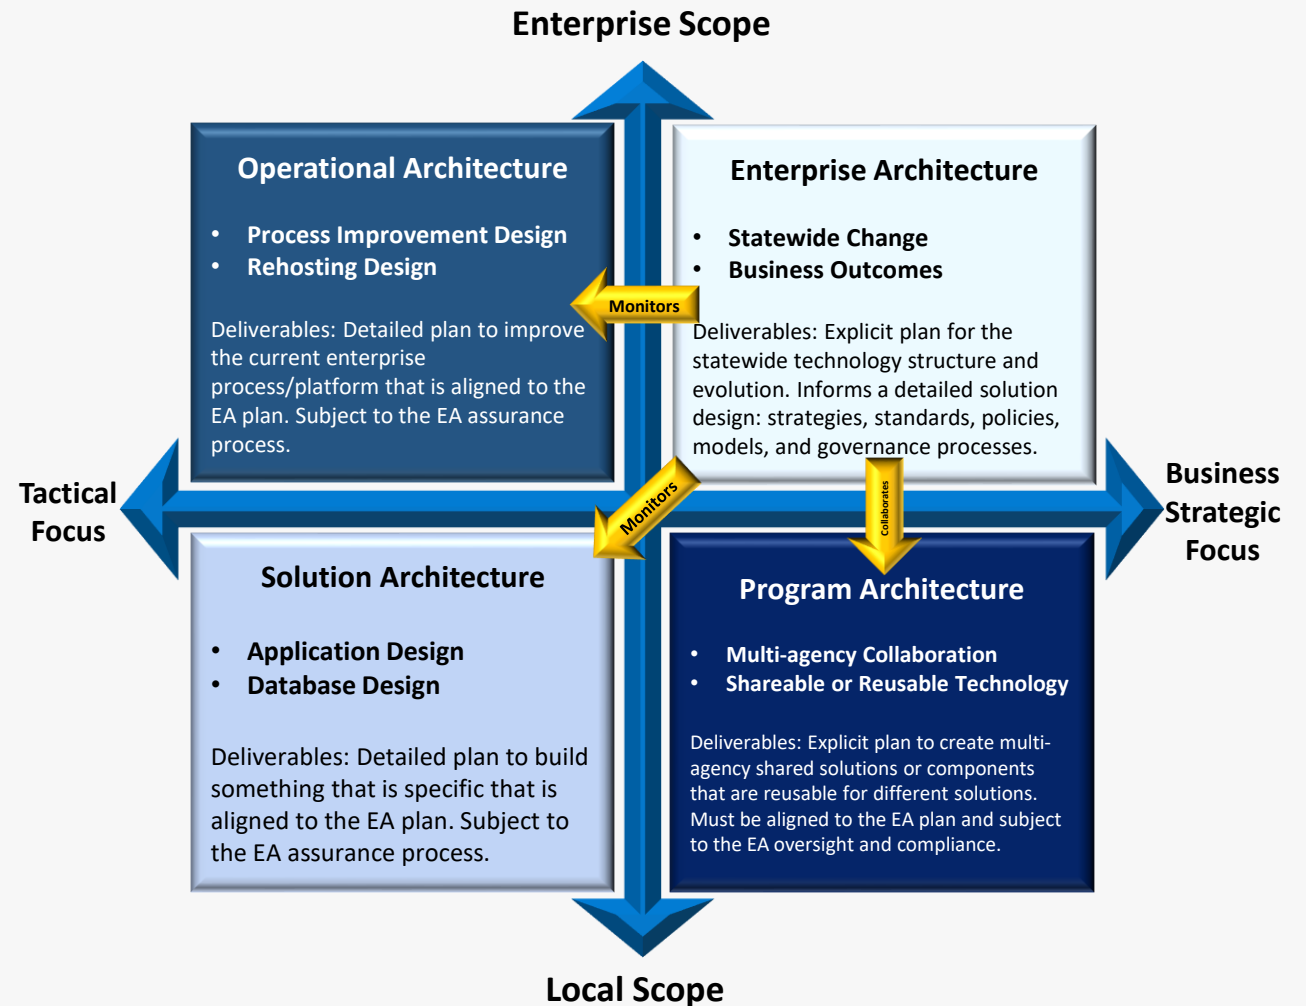 Enterprise Scope
Operational Architecture
• Process Improvement Design
• Rehosting Design
Deliverables: Detailed plan to improve
the current enterprise
process/platform that is aligned to the
EA plan. Subject to the EA assurance
process.
Enterprise Architecture
• Statewide Change
• Business Outcomes
Deliverables: Explicit plan for the
statewide technology structure and
evolution. Informs a detailed solution
design: strategies, standards, policies,
models, and governance processes.
Monitors
Monitors
Collaborates
Tactical
Focus
Business
Strategic
Focus
Solution Architecture
• Application Design
• Database Design
Deliverables: Detailed plan to build
something that is specific that is
aligned to the EA plan. Subject to
the EA assurance process.
Program Architecture
• Multi-agency Collaboration
• Shareable or Reusable Technology
Deliverables: Explicit plan to create multi-
agency shared solutions or components
that are reusable for different solutions.
Must be aligned to the EA plan and subject
to the EA oversight and compliance.
Local Scope